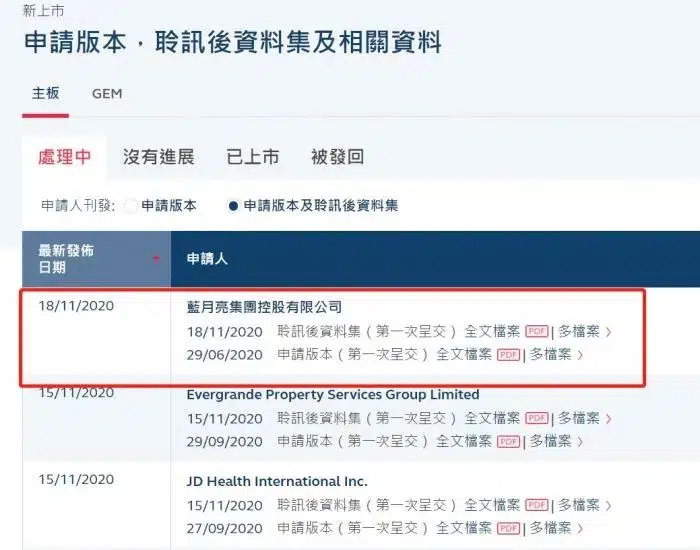 新上市
申請版本，聆訊後資料集及相關資料
主板 GEM
處理中 沒有進展 已上市 被發回
申請人刊發: 申請版本 申請版本及聆訊後資料集
最新發佈日期 申請人
18/11/2020 藍月亮集團控股有限公司
18/11/2020 聆訊後資料集（第一次呈交） 全文檔案 PDF | 多檔案 >
29/06/2020 申請版本（第一次呈交） 全文檔案 PDF | 多檔案 >
15/11/2020 Evergrande Property Services Group Limited
15/11/2020 聆訊後資料集（第一次呈交） 全文檔案 PDF | 多檔案 >
29/09/2020 申請版本（第一次呈交） 全文檔案 PDF | 多檔案 >
15/11/2020 JD Health International Inc.
15/11/2020 聆訊後資料集（第一次呈交） 全文檔案 PDF | 多檔案 >
27/09/2020 申請版本（第一次呈交） 全文檔案 PDF | 多檔案 >